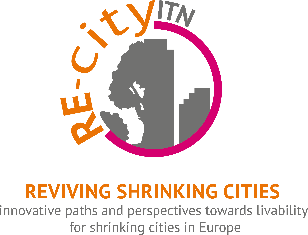 RE-city ITN
REVIVING SHRINKING CITIES
innovative paths and perspectives towards livability
for shrinking cities in Europe